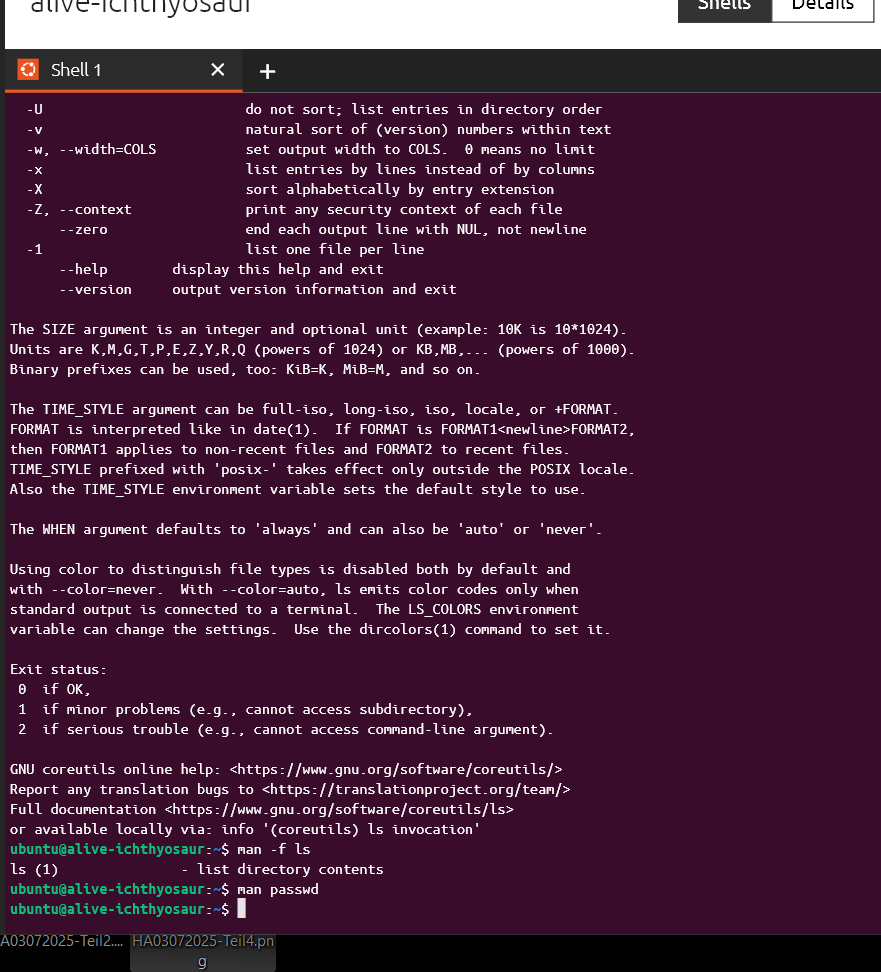 alive-ichthyosaur
Shells Details
Shell 1
-U do not sort; list entries in directory order
-v natural sort of (version) numbers within text
-w, --width=COLS set output width to COLS.  0 means no limit
-x list entries by lines instead of by columns
-X sort alphabetically by entry extension
-Z, --context print any security context of each file
--zero end each output line with NUL, not newline
-1 list one file per line
--help display this help and exit
--version output version information and exit
The SIZE argument is an integer and optional unit (example: 10K is 10*1024).
Units are K,M,G,T,P,E,Z,Y,R,Q (powers of 1024) or KB,MB,... (powers of 1000).
Binary prefixes can be used, too: KiB=K, MiB=M, and so on.
The TIME_STYLE argument can be full-iso, long-iso, iso, locale, or +FORMAT.
FORMAT is interpreted like in date(1).  If FORMAT is FORMAT1<newline>FORMAT2,
then FORMAT1 applies to non-recent files and FORMAT2 to recent files.
TIME_STYLE prefixed with 'posix-' takes effect only outside the POSIX locale.
Also the TIME_STYLE environment variable sets the default style to use.
The WHEN argument defaults to 'always' and can also be 'auto' or 'never'.
Using color to distinguish file types is disabled both by default and
with --color=never.  With --color=auto, ls emits color codes only when
standard output is connected to a terminal.  The LS_COLORS environment
variable can change the settings.  Use the dircolors(1) command to set it.
Exit status:
0  if OK,
1  if minor problems (e.g., cannot access subdirectory),
2  if serious trouble (e.g., cannot access command-line argument).
GNU coreutils online help: <https://www.gnu.org/software/coreutils/>
Report any translation bugs to <https://translationproject.org/team/>
Full documentation <https://www.gnu.org/software/coreutils/ls>
or available locally via: info '(coreutils) ls invocation'
ubuntu@alive-ichthyosaur:~$ man -f ls
ls (1) - list directory contents
ubuntu@alive-ichthyosaur:~$ man passwd
ubuntu@alive-ichthyosaur:~$
A03072025-Teil2.... HA03072025-Teil4.pn
g